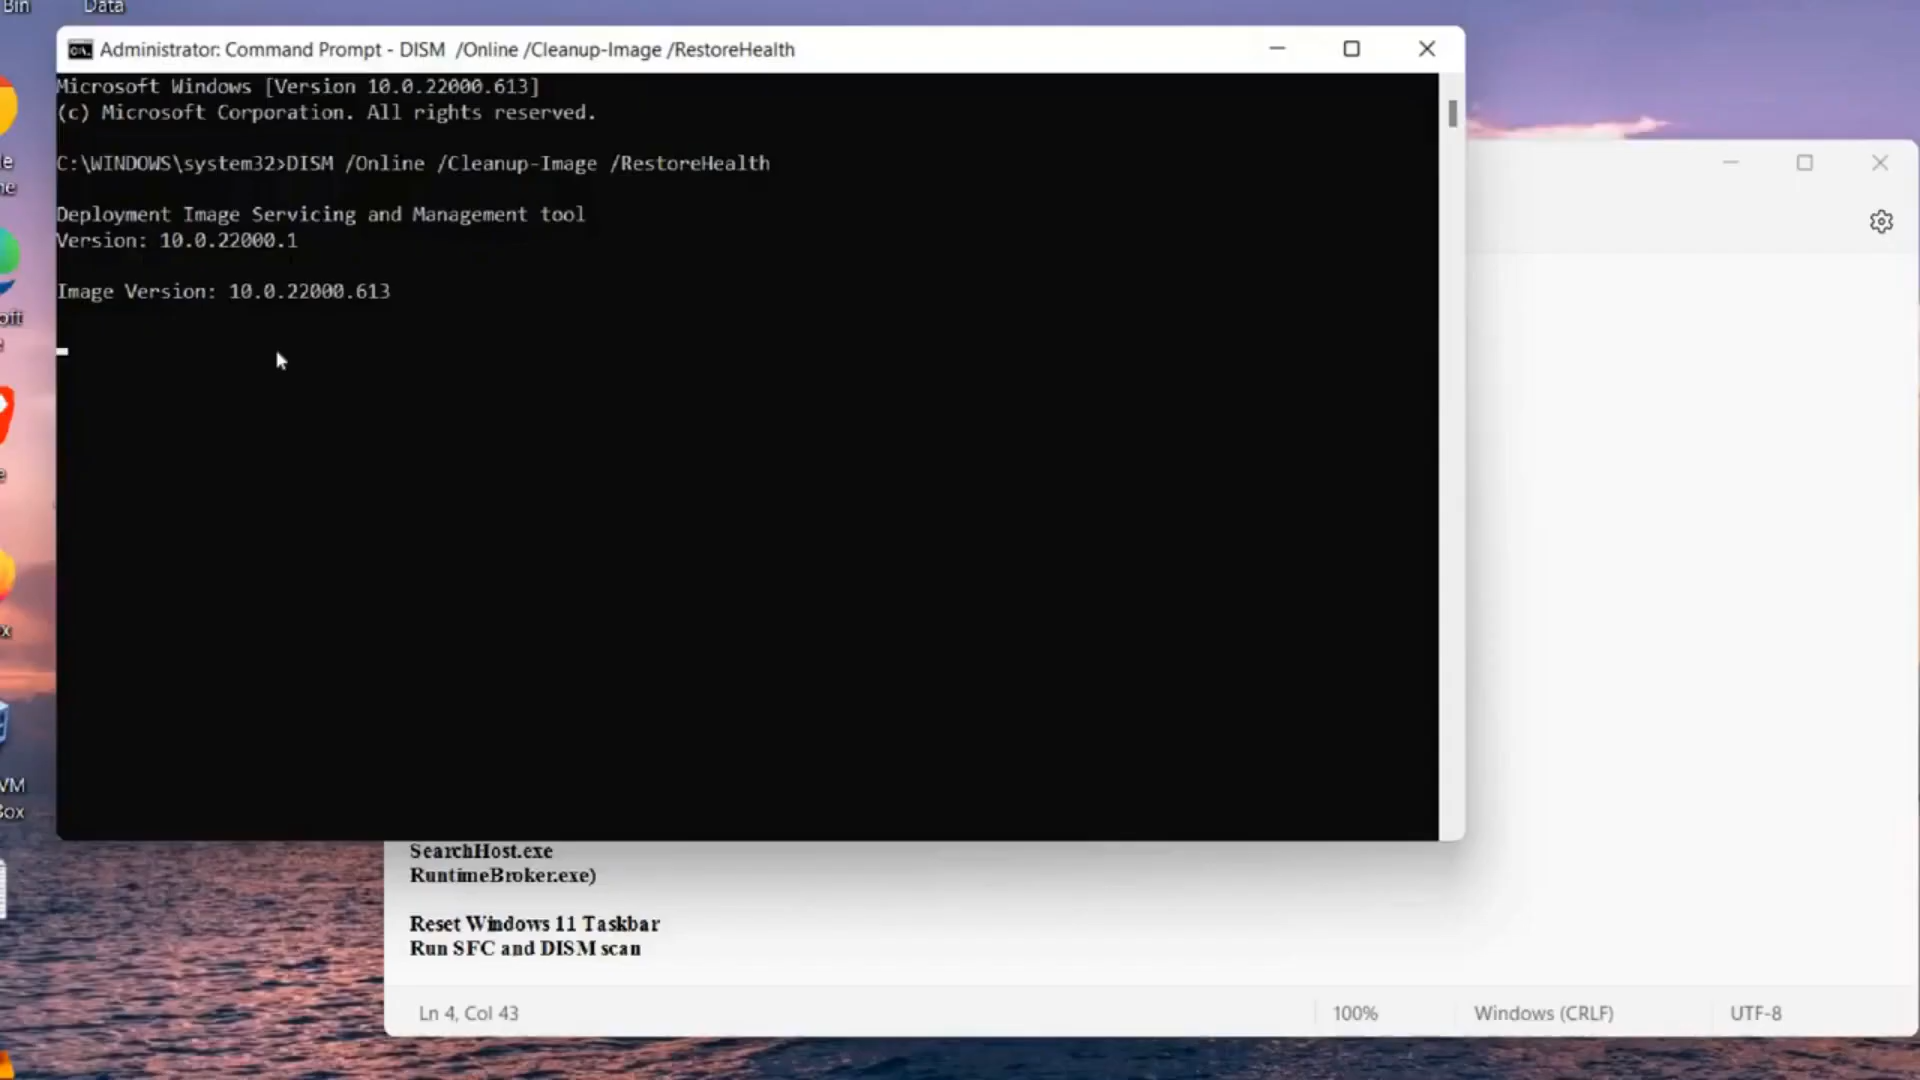 Bin
Data
Administrator: Command Prompt - DISM /Online /Cleanup-Image /RestoreHealth
Microsoft Windows [Version 10.0.22000.613]
(c) Microsoft Corporation. All rights reserved.
C:\WINDOWS\system32>DISM /Online /Cleanup-Image /RestoreHealth
Deployment Image Servicing and Management tool
Version: 10.0.22000.1
Image Version: 10.0.22000.613
VM
SearchHost.exe
RuntimeBroker.exe)
Reset Windows 11 Taskbar
Run SFC and DISM scan
Ln 4, Col 43
100%
Windows (CRLF)
UTF-8